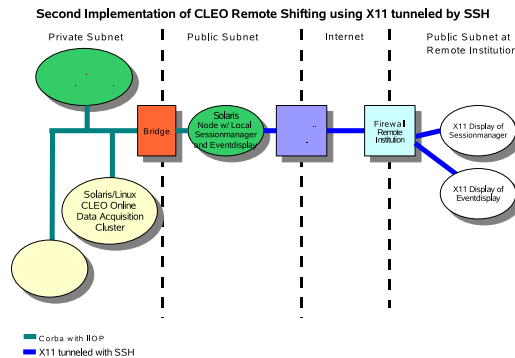 Second Implementation of CLEO Remote Shifting using X11 tunneled by SSH
Private Subnet
Public Subnet
Internet
Public Subnet at
Remote Institution
Bridge
Solaris
Node w/ Local
Sessionmanager
and Eventdisplay
Firewall
Remote
Institution
X11 Display of
Sessionmanager
X11 Display of
Eventdisplay
Solaris/Linux
CLEO Online
Data Acquisition
Cluster
Corba with IIOP
X11 tunneled with SSH